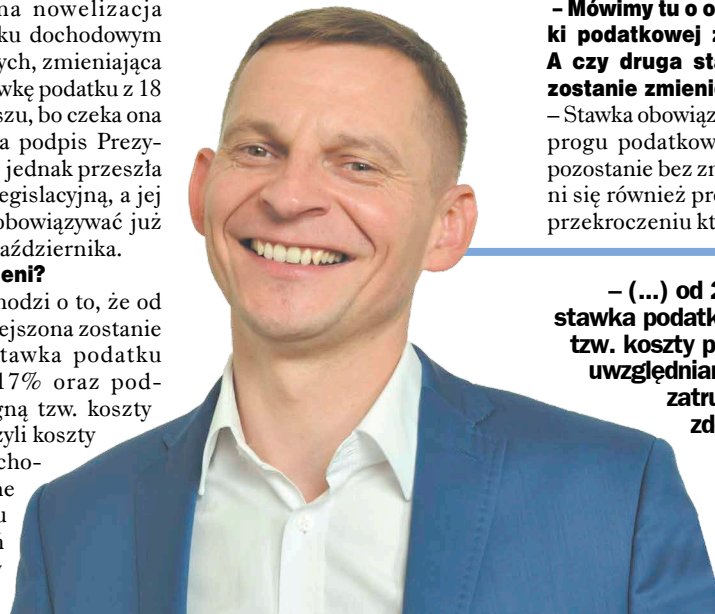 na nowelizacja
ku dochodowym
ych, zmieniająca
wkę podatku z 18
szu, bo czeka ona
a podpis Prezy-
jednak przeszła
egislacyjną, a jej
obowiązywać już
aździernika.
eni?
hodzi o to, że od
ejszona zostanie
tawka podatku
17% oraz pod-
gną tzw. koszty
zyli koszty
cho-
ne
u
ń
– Mówimy tu o o
ki podatkowej z
A czy druga sta
zostanie zmienio
– Stawka obowiąz
progu podatkow
pozostanie bez zm
ni się również pro
przekroczeniu kt
– (...) od 2
stawka podatk
tzw. koszty p
uwzględnian
zatru
zd